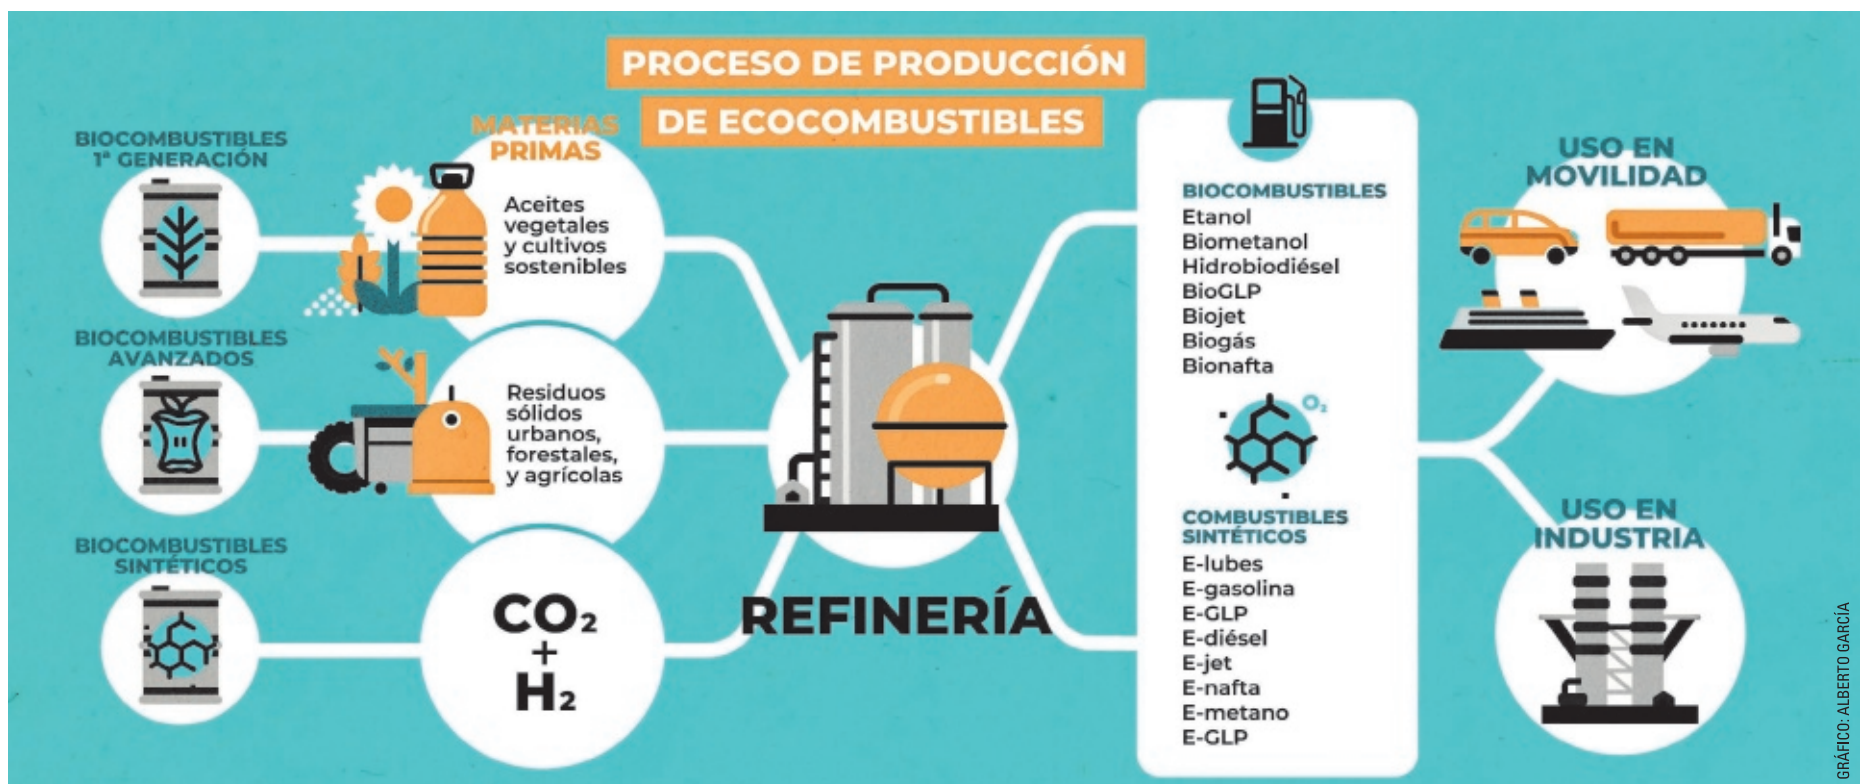 PROCESO DE PRODUCCIÓN
DE ECOCOMBUSTIBLES
BIOCOMBUSTIBLES
1ª GENERACIÓN
MATERIAS
PRIMAS
Aceites
vegetales
y cultivos
sostenibles
BIOCOMBUSTIBLES
AVANZADOS
Residuos
sólidos
urbanos,
forestales,
y agrícolas
BIOCOMBUSTIBLES
SINTÉTICOS
CO₂
+
H₂
REFINERÍA
BIOCOMBUSTIBLES
Etanol
Biometanol
Hidrobiodiésel
BioGLP
Biojet
Biogás
Bionafta
O₂
COMBUSTIBLES
SINTÉTICOS
E-lubes
E-gasolina
E-GLP
E-diésel
E-jet
E-nafta
E-metano
E-GLP
USO EN
MOVILIDAD
USO EN
INDUSTRIA
GRÁFICO: ALBERTO GARCÍA